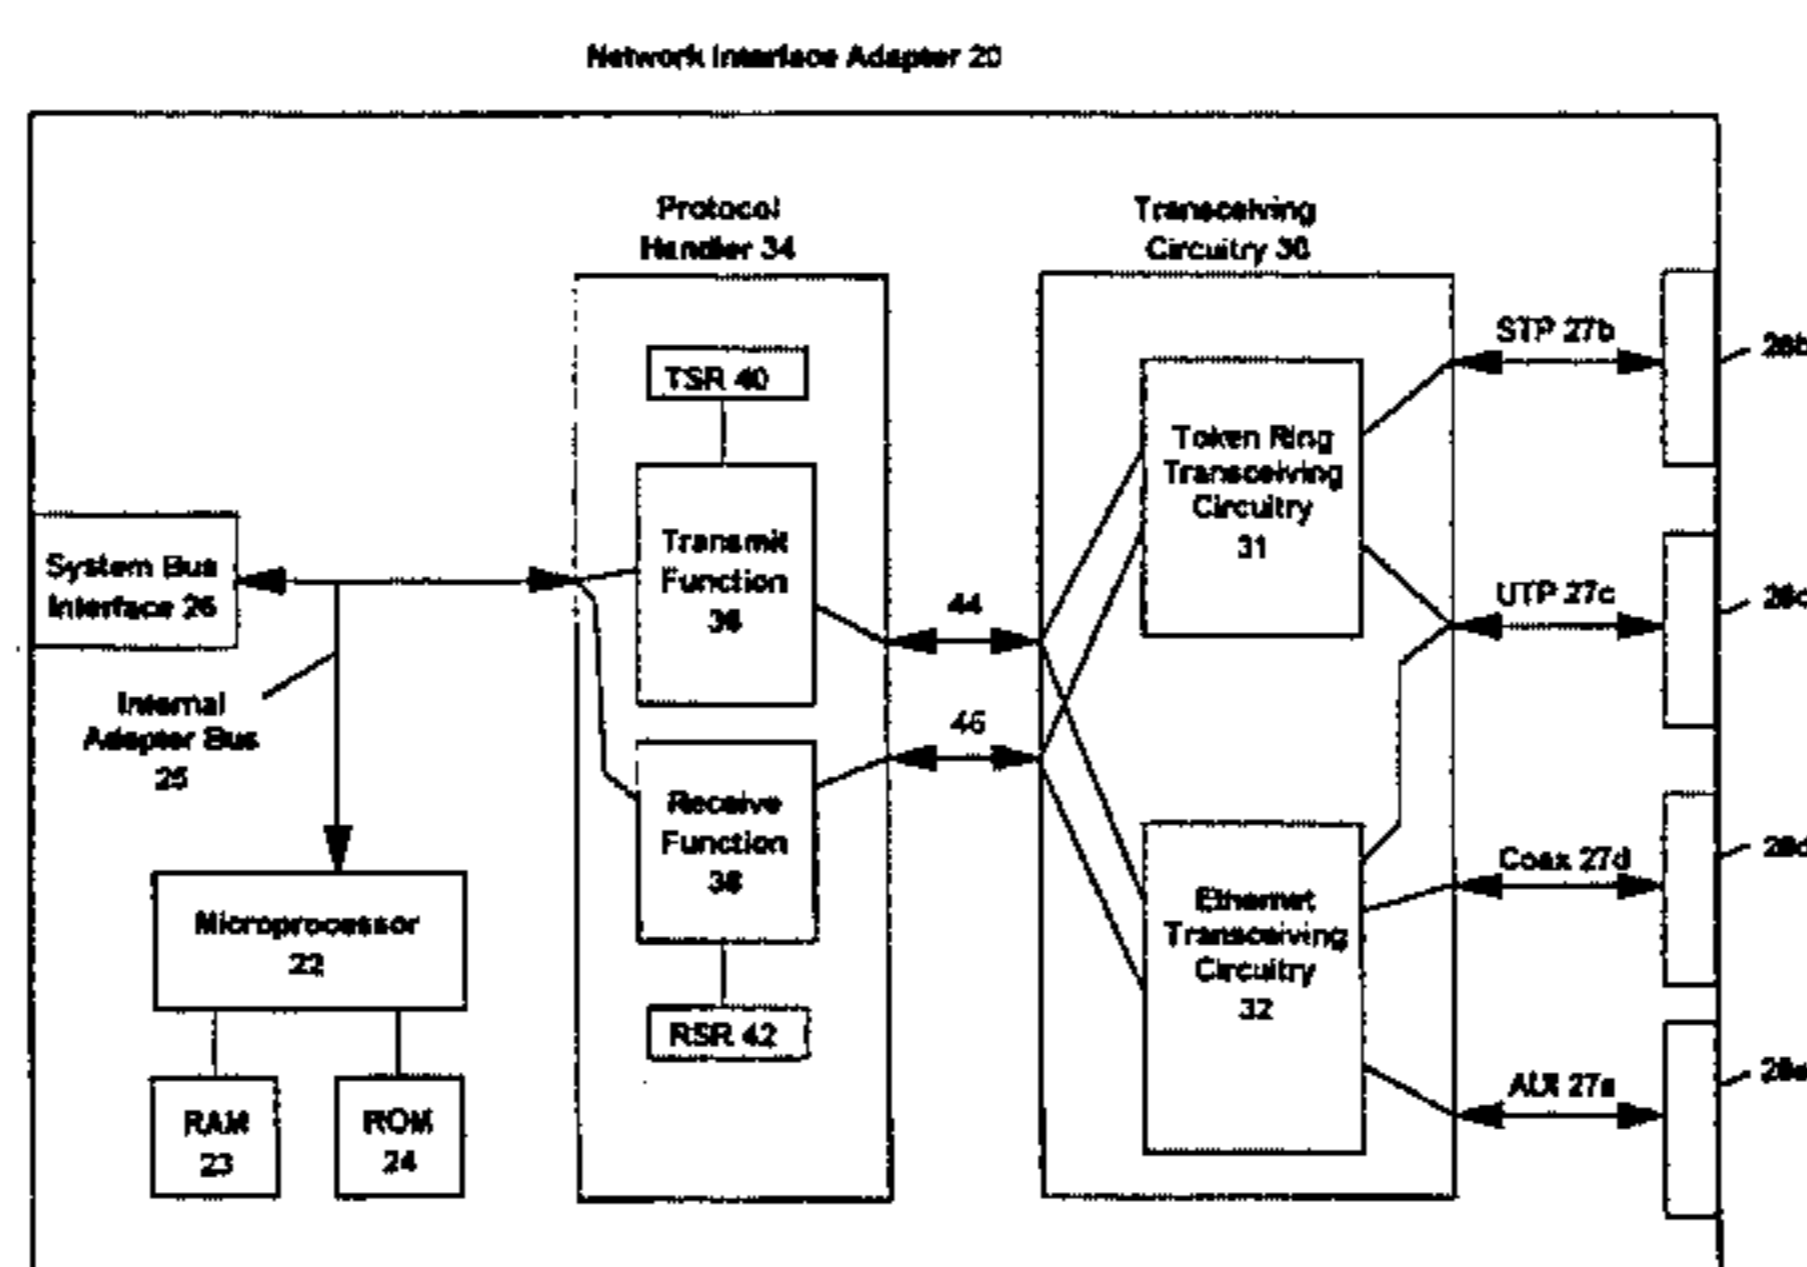 Network Interface Adapter 20
Protocol
Handler 34
Transceiving
Circuitry 30
TSR 40
Transmit
Function
36
Receive
Function
38
RSR 42
System Bus
Interface 26
Internal
Adapter Bus
25
Microprocessor
22
RAM
23
ROM
24
44
46
Token Ring
Transceiving
Circuitry
31
Ethernet
Transceiving
Circuitry
32
STP 27b
UTP 27c
Coax 27d
AUI